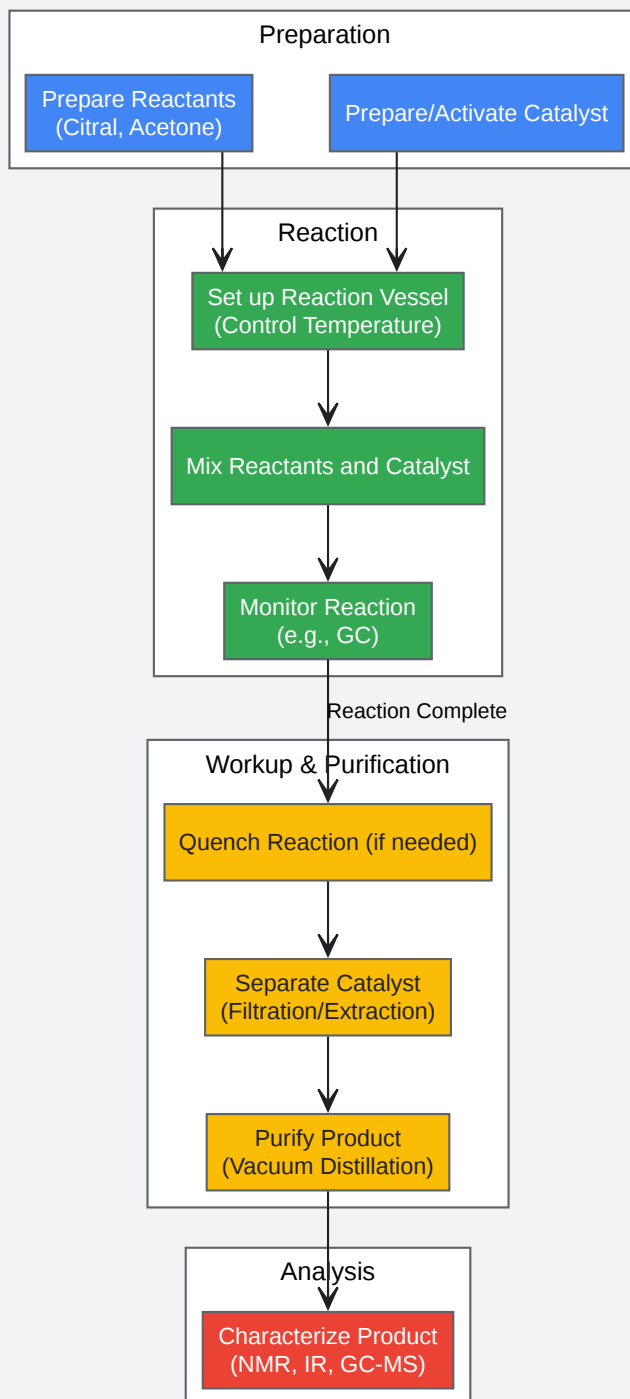 Preparation
Prepare Reactants
(Citral, Acetone)
Prepare/Activate Catalyst
Reaction
Set up Reaction Vessel
(Control Temperature)
Mix Reactants and Catalyst
Monitor Reaction
(e.g., GC)
Reaction Complete
Workup & Purification
Quench Reaction (if needed)
Separate Catalyst
(Filtration/Extraction)
Purify Product
(Vacuum Distillation)
Analysis
Characterize Product
(NMR, IR, GC-MS)